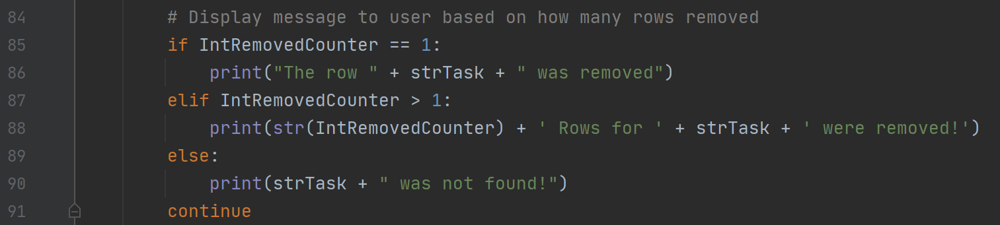 84 # Display message to user based on how many rows removed
85 if IntRemovedCounter == 1:
86 print("The row " + strTask + " was removed")
87 elif IntRemovedCounter > 1:
88 print(str(IntRemovedCounter) + ' Rows for ' + strTask + ' were removed!')
89 else:
90 print(strTask + " was not found!")
91 continue